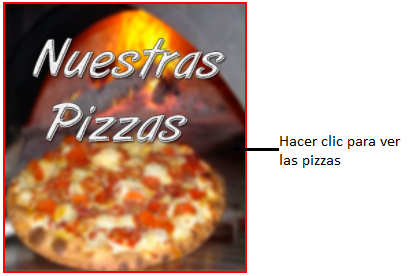 Nuestras
Pizzas
Hacer clic para ver
las pizzas